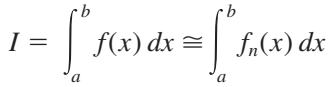 I = ∫_a^b f(x) dx ≅ ∫_a^b f_n(x) dx